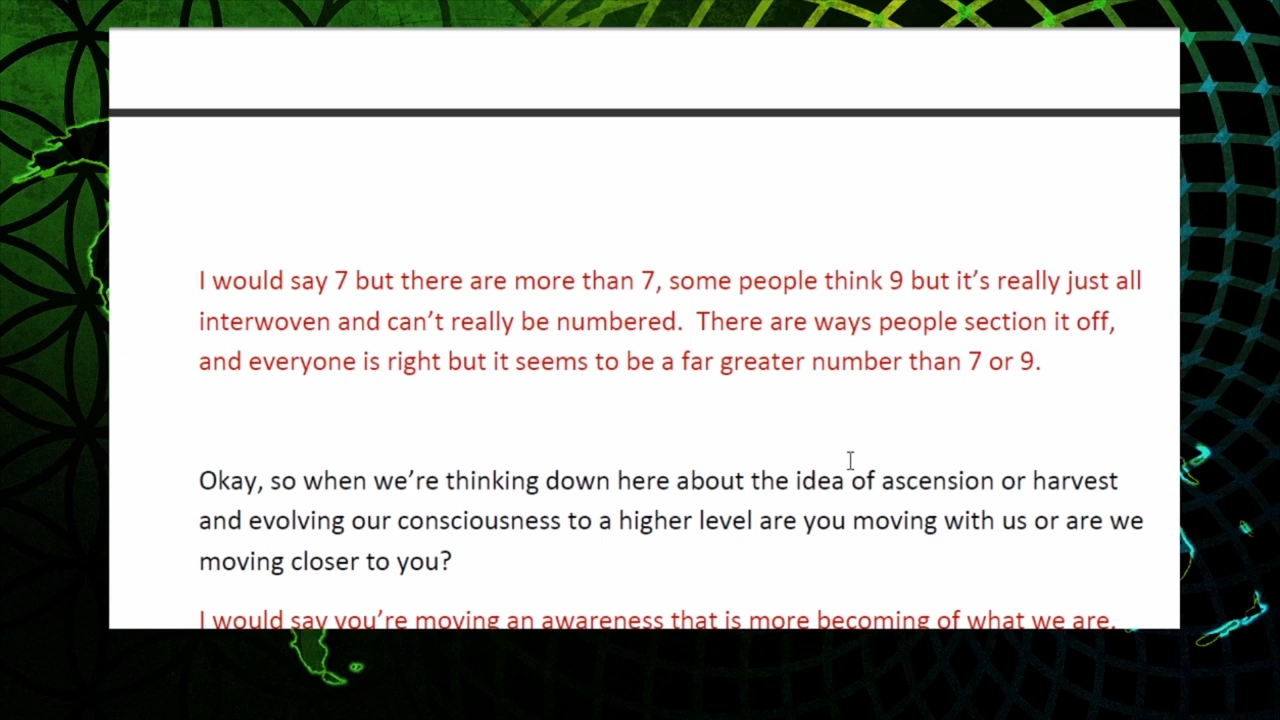 I would say 7 but there are more than 7, some people think 9 but it’s really just all
interwoven and can’t really be numbered.  There are ways people section it off,
and everyone is right but it seems to be a far greater number than 7 or 9.
Okay, so when we’re thinking down here about the idea of ascension or harvest
and evolving our consciousness to a higher level are you moving with us or are we
moving closer to you?
I would say you’re moving an awareness that is more becoming of what we are.